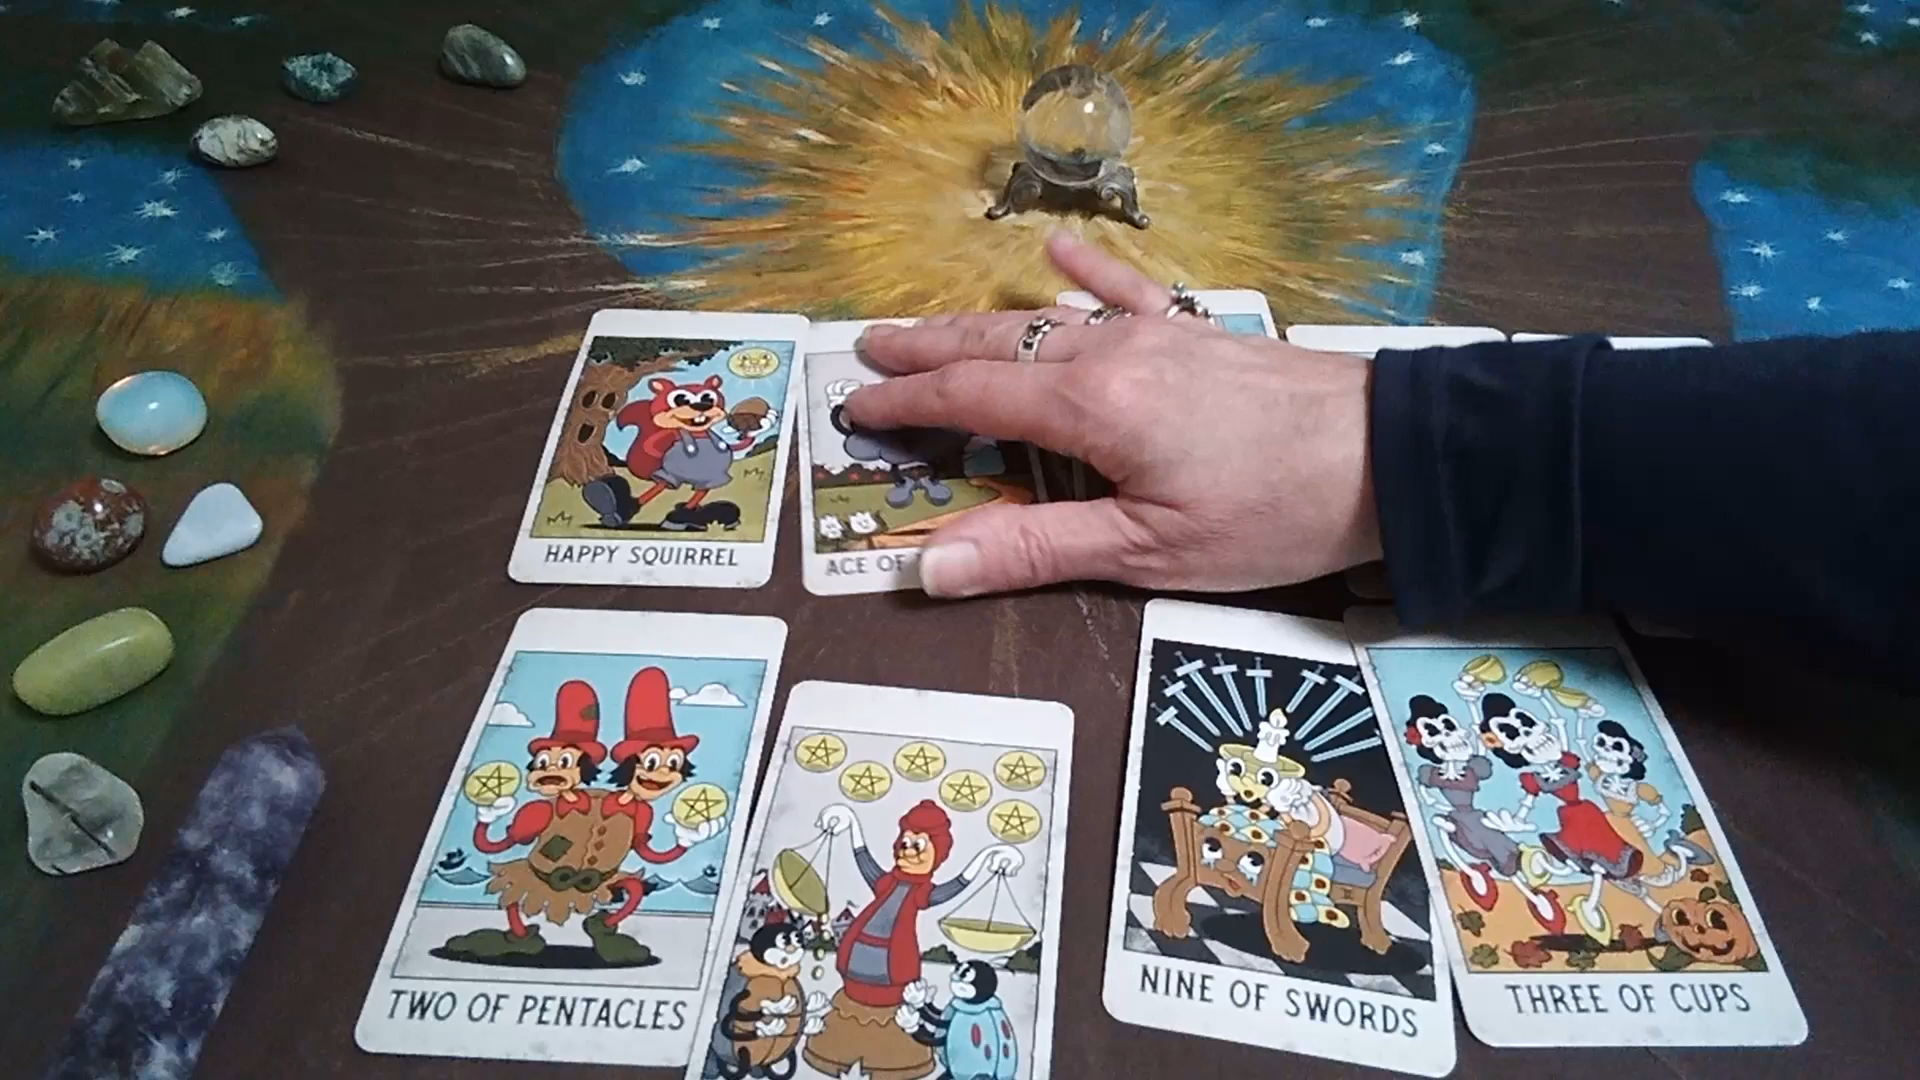 HAPPY SQUIRREL
ACE OF
TWO OF PENTACLES
NINE OF SWORDS
THREE OF CUPS